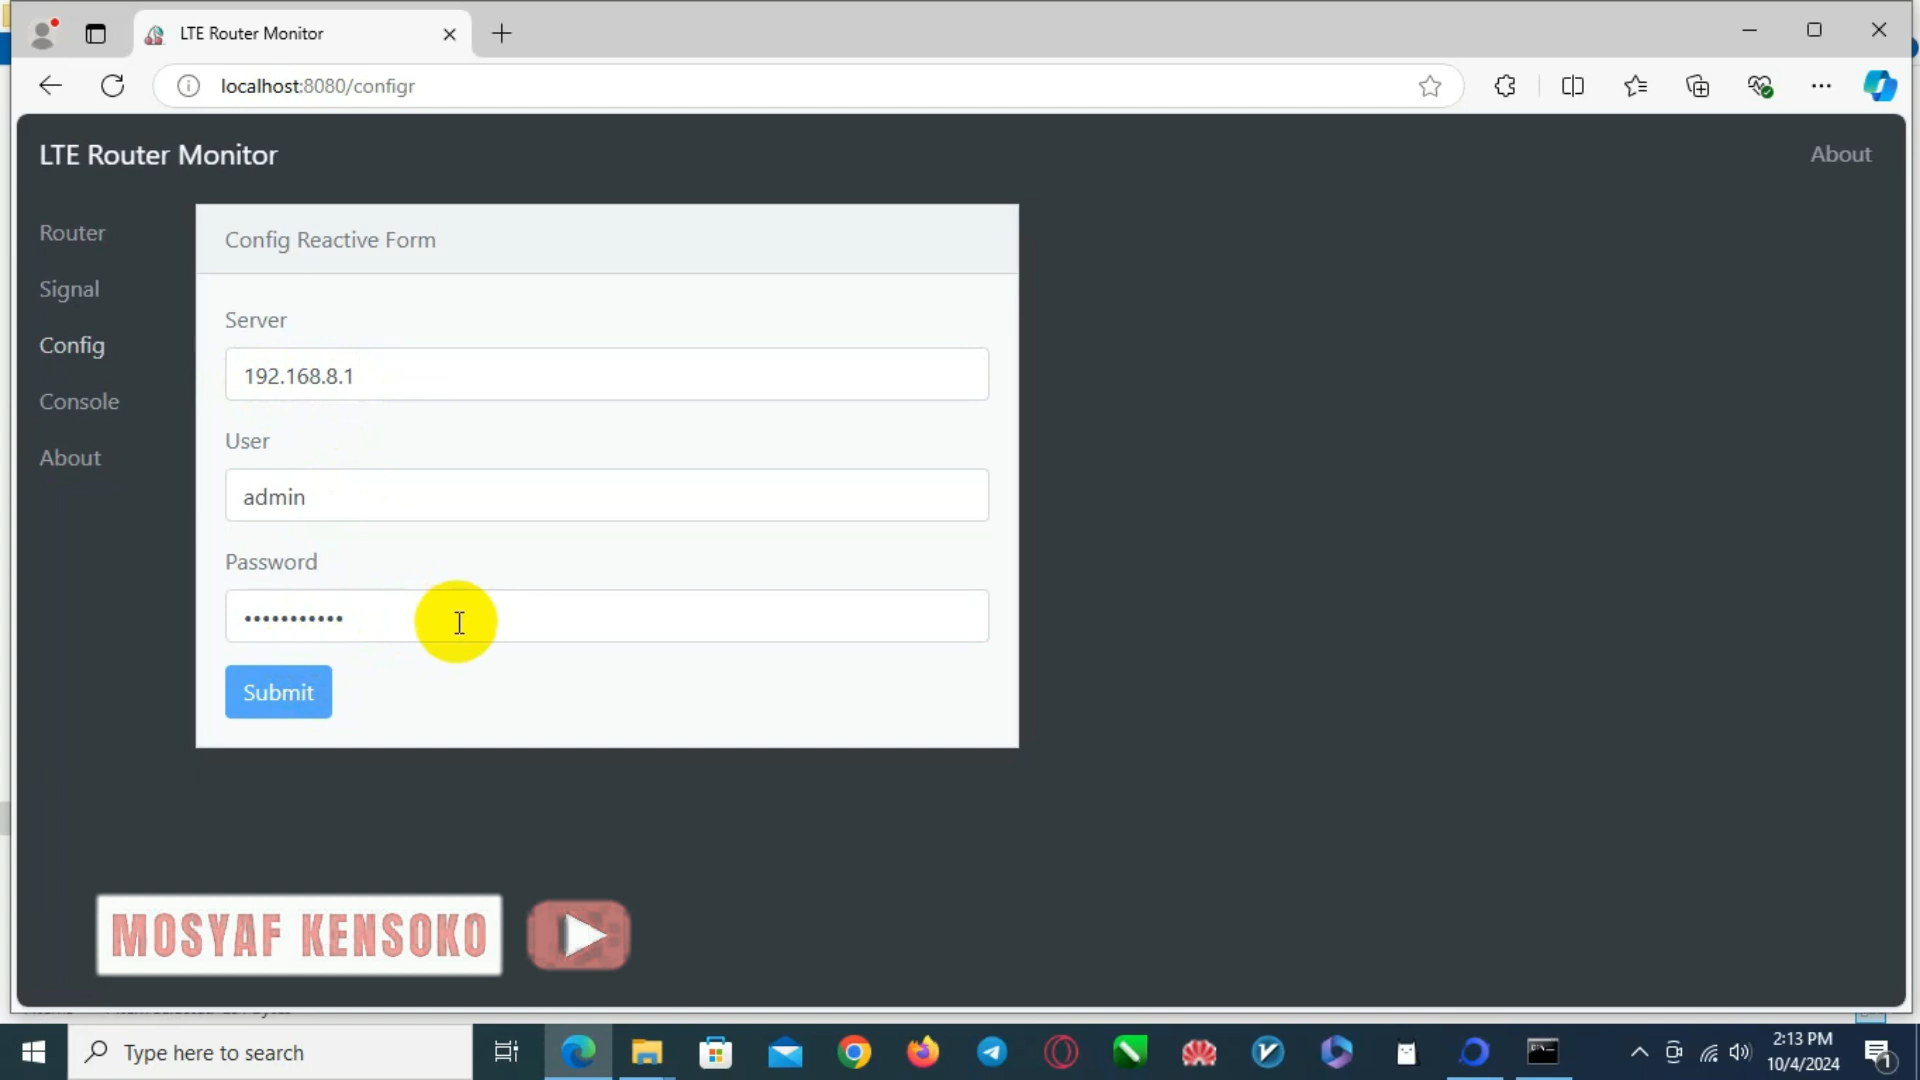 LTE Router Monitor
localhost:8080/configr
LTE Router Monitor
About
Router
Signal
Config
Console
About
Config Reactive Form
Server
192.168.8.1
User
admin
Password
•••••••••••
Submit
MOSYAF KENSOKO
Type here to search
2:13 PM
10/4/2024
1